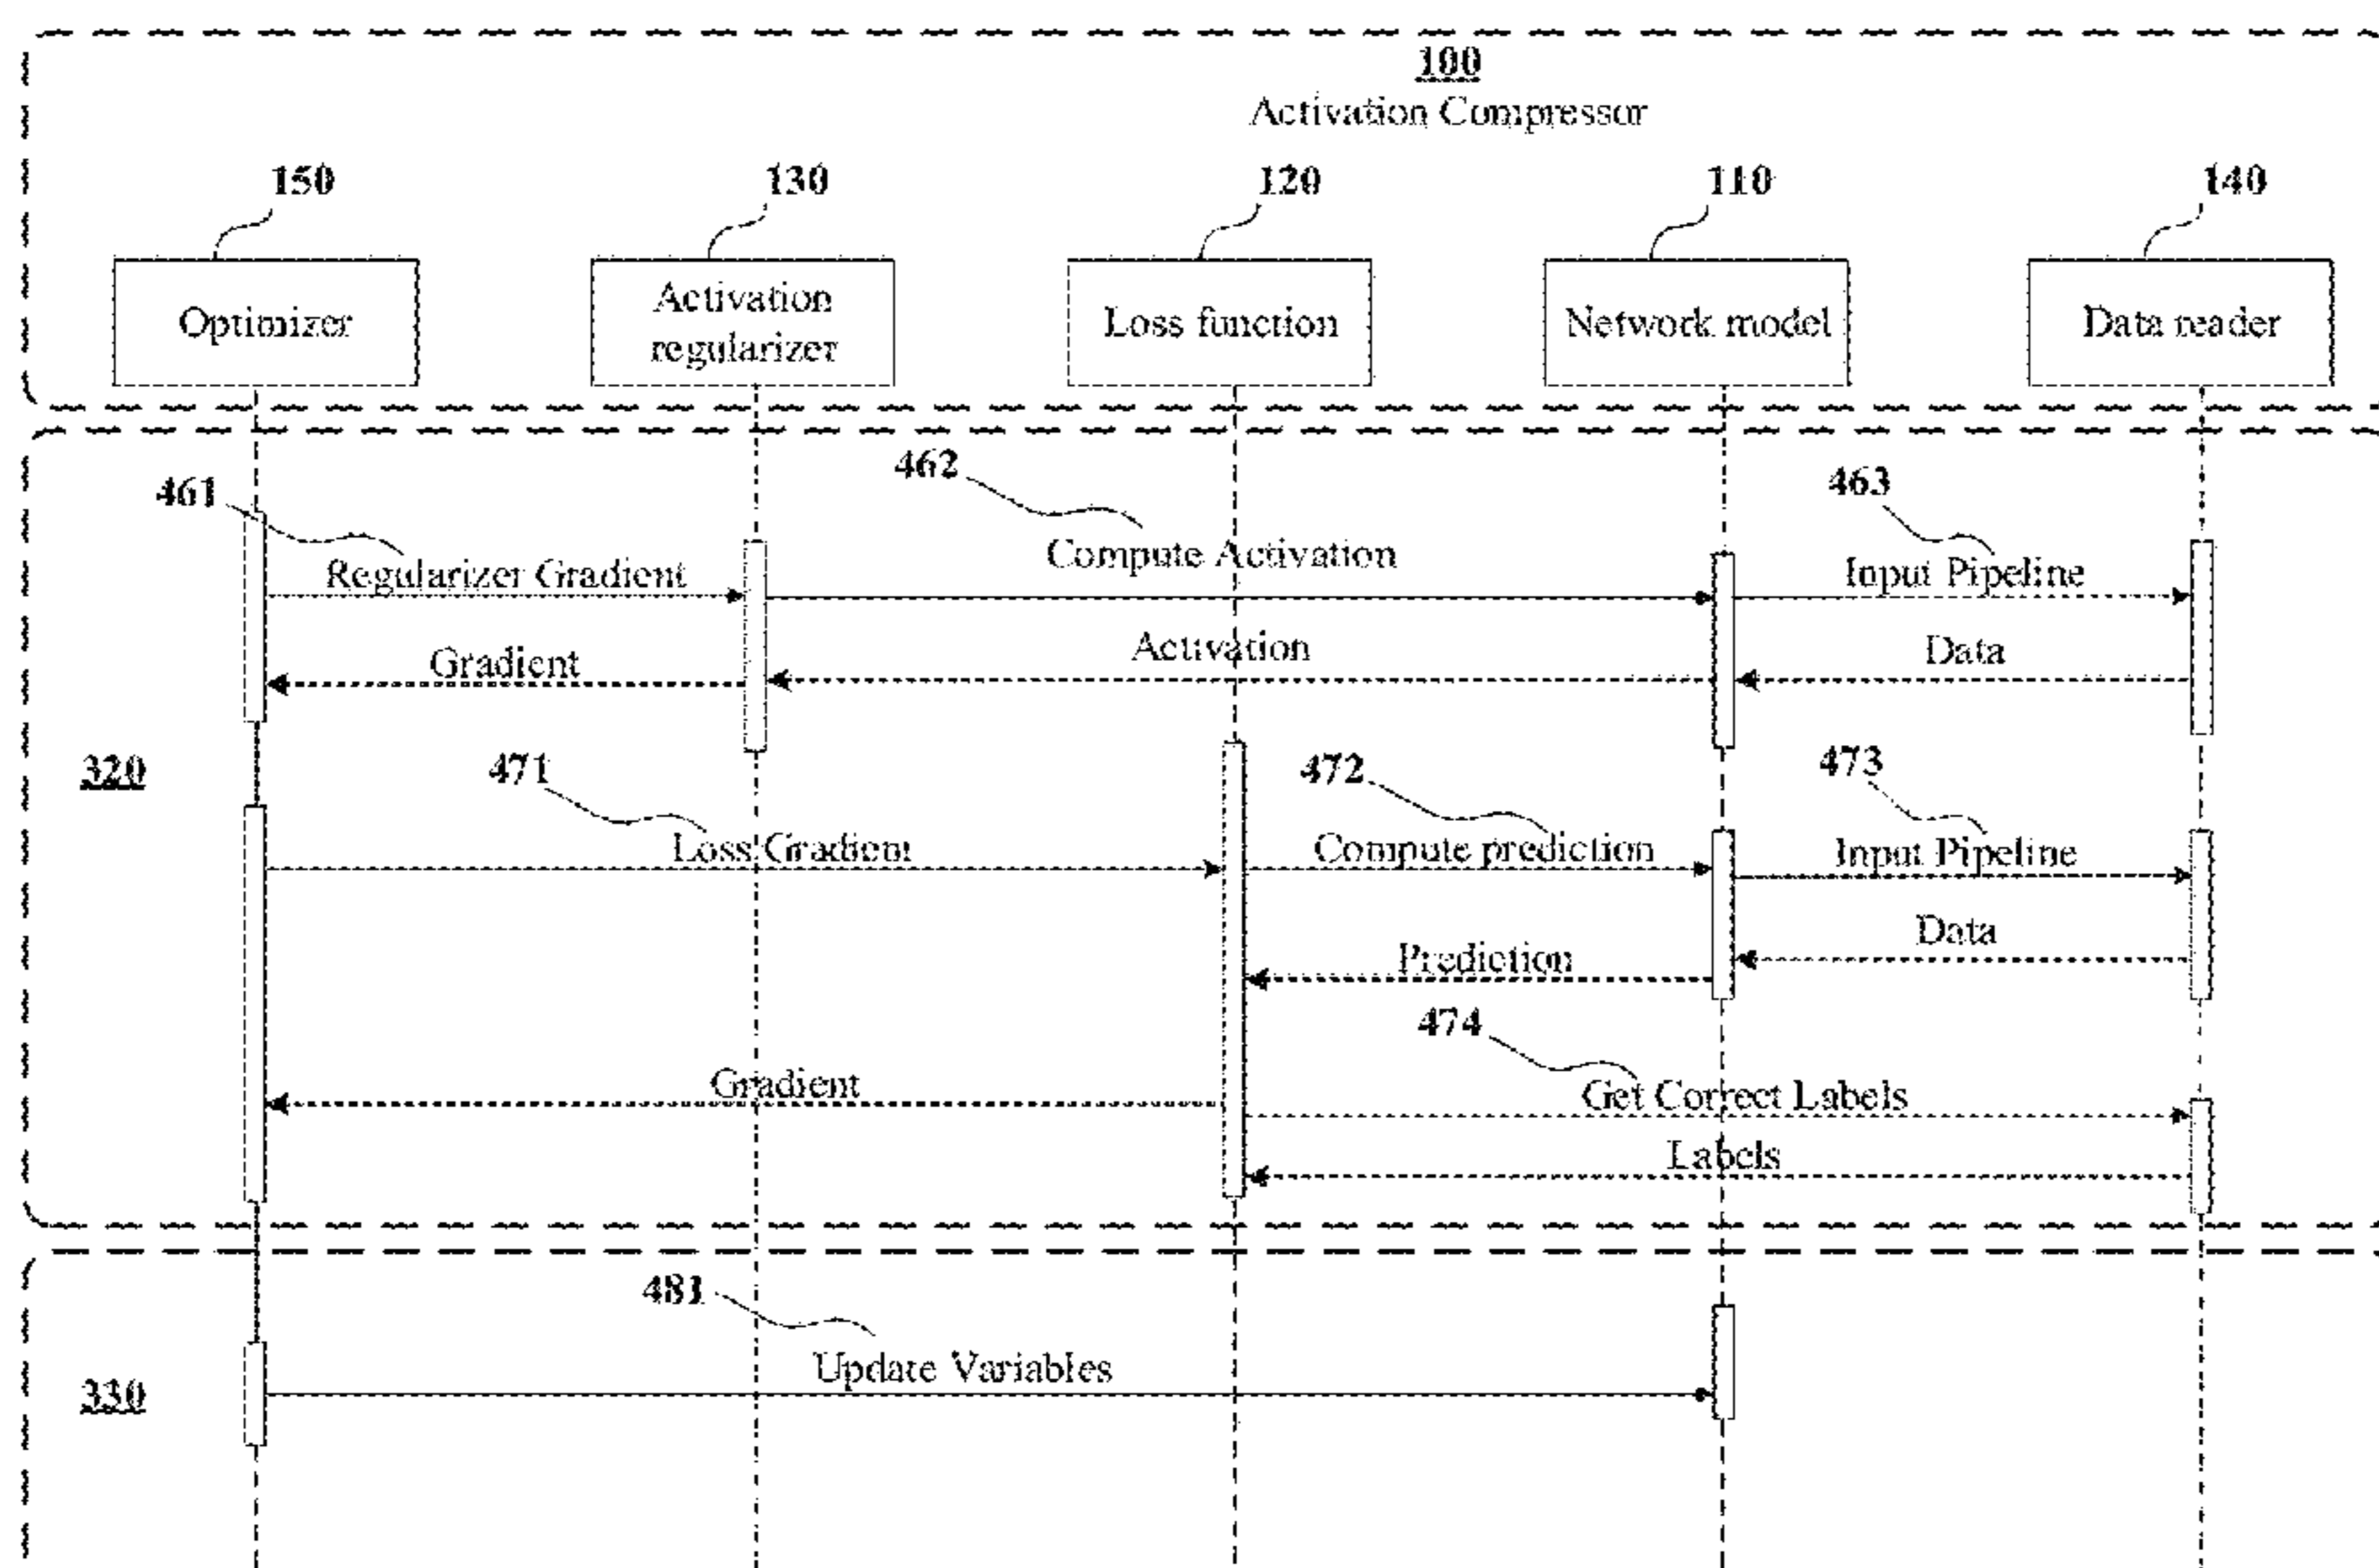 100
Activation Compressor
150
130
120
110
140
Optimizer
Activation
regularizer
Loss function
Network model
Data reader
461
462
463
Regularizer Gradient
Compute Activation
Input Pipeline
Gradient
Activation
Data
320
471
472
473
Loss Gradient
Compute prediction
Input Pipeline
Prediction
Data
474
Gradient
Get Correct Labels
Labels
481
Update Variables
330